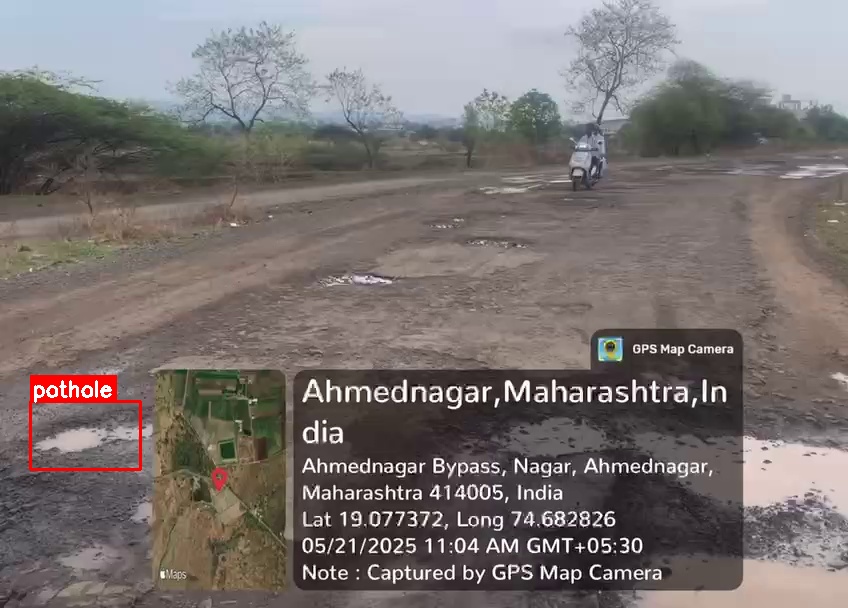 pothole
GPS Map Camera
Ahmednagar,Maharashtra,In
dia
Ahmednagar Bypass, Nagar, Ahmednagar,
Maharashtra 414005, India
Lat 19.077372, Long 74.682826
05/21/2025 11:04 AM GMT+05:30
Note : Captured by GPS Map Camera
Maps